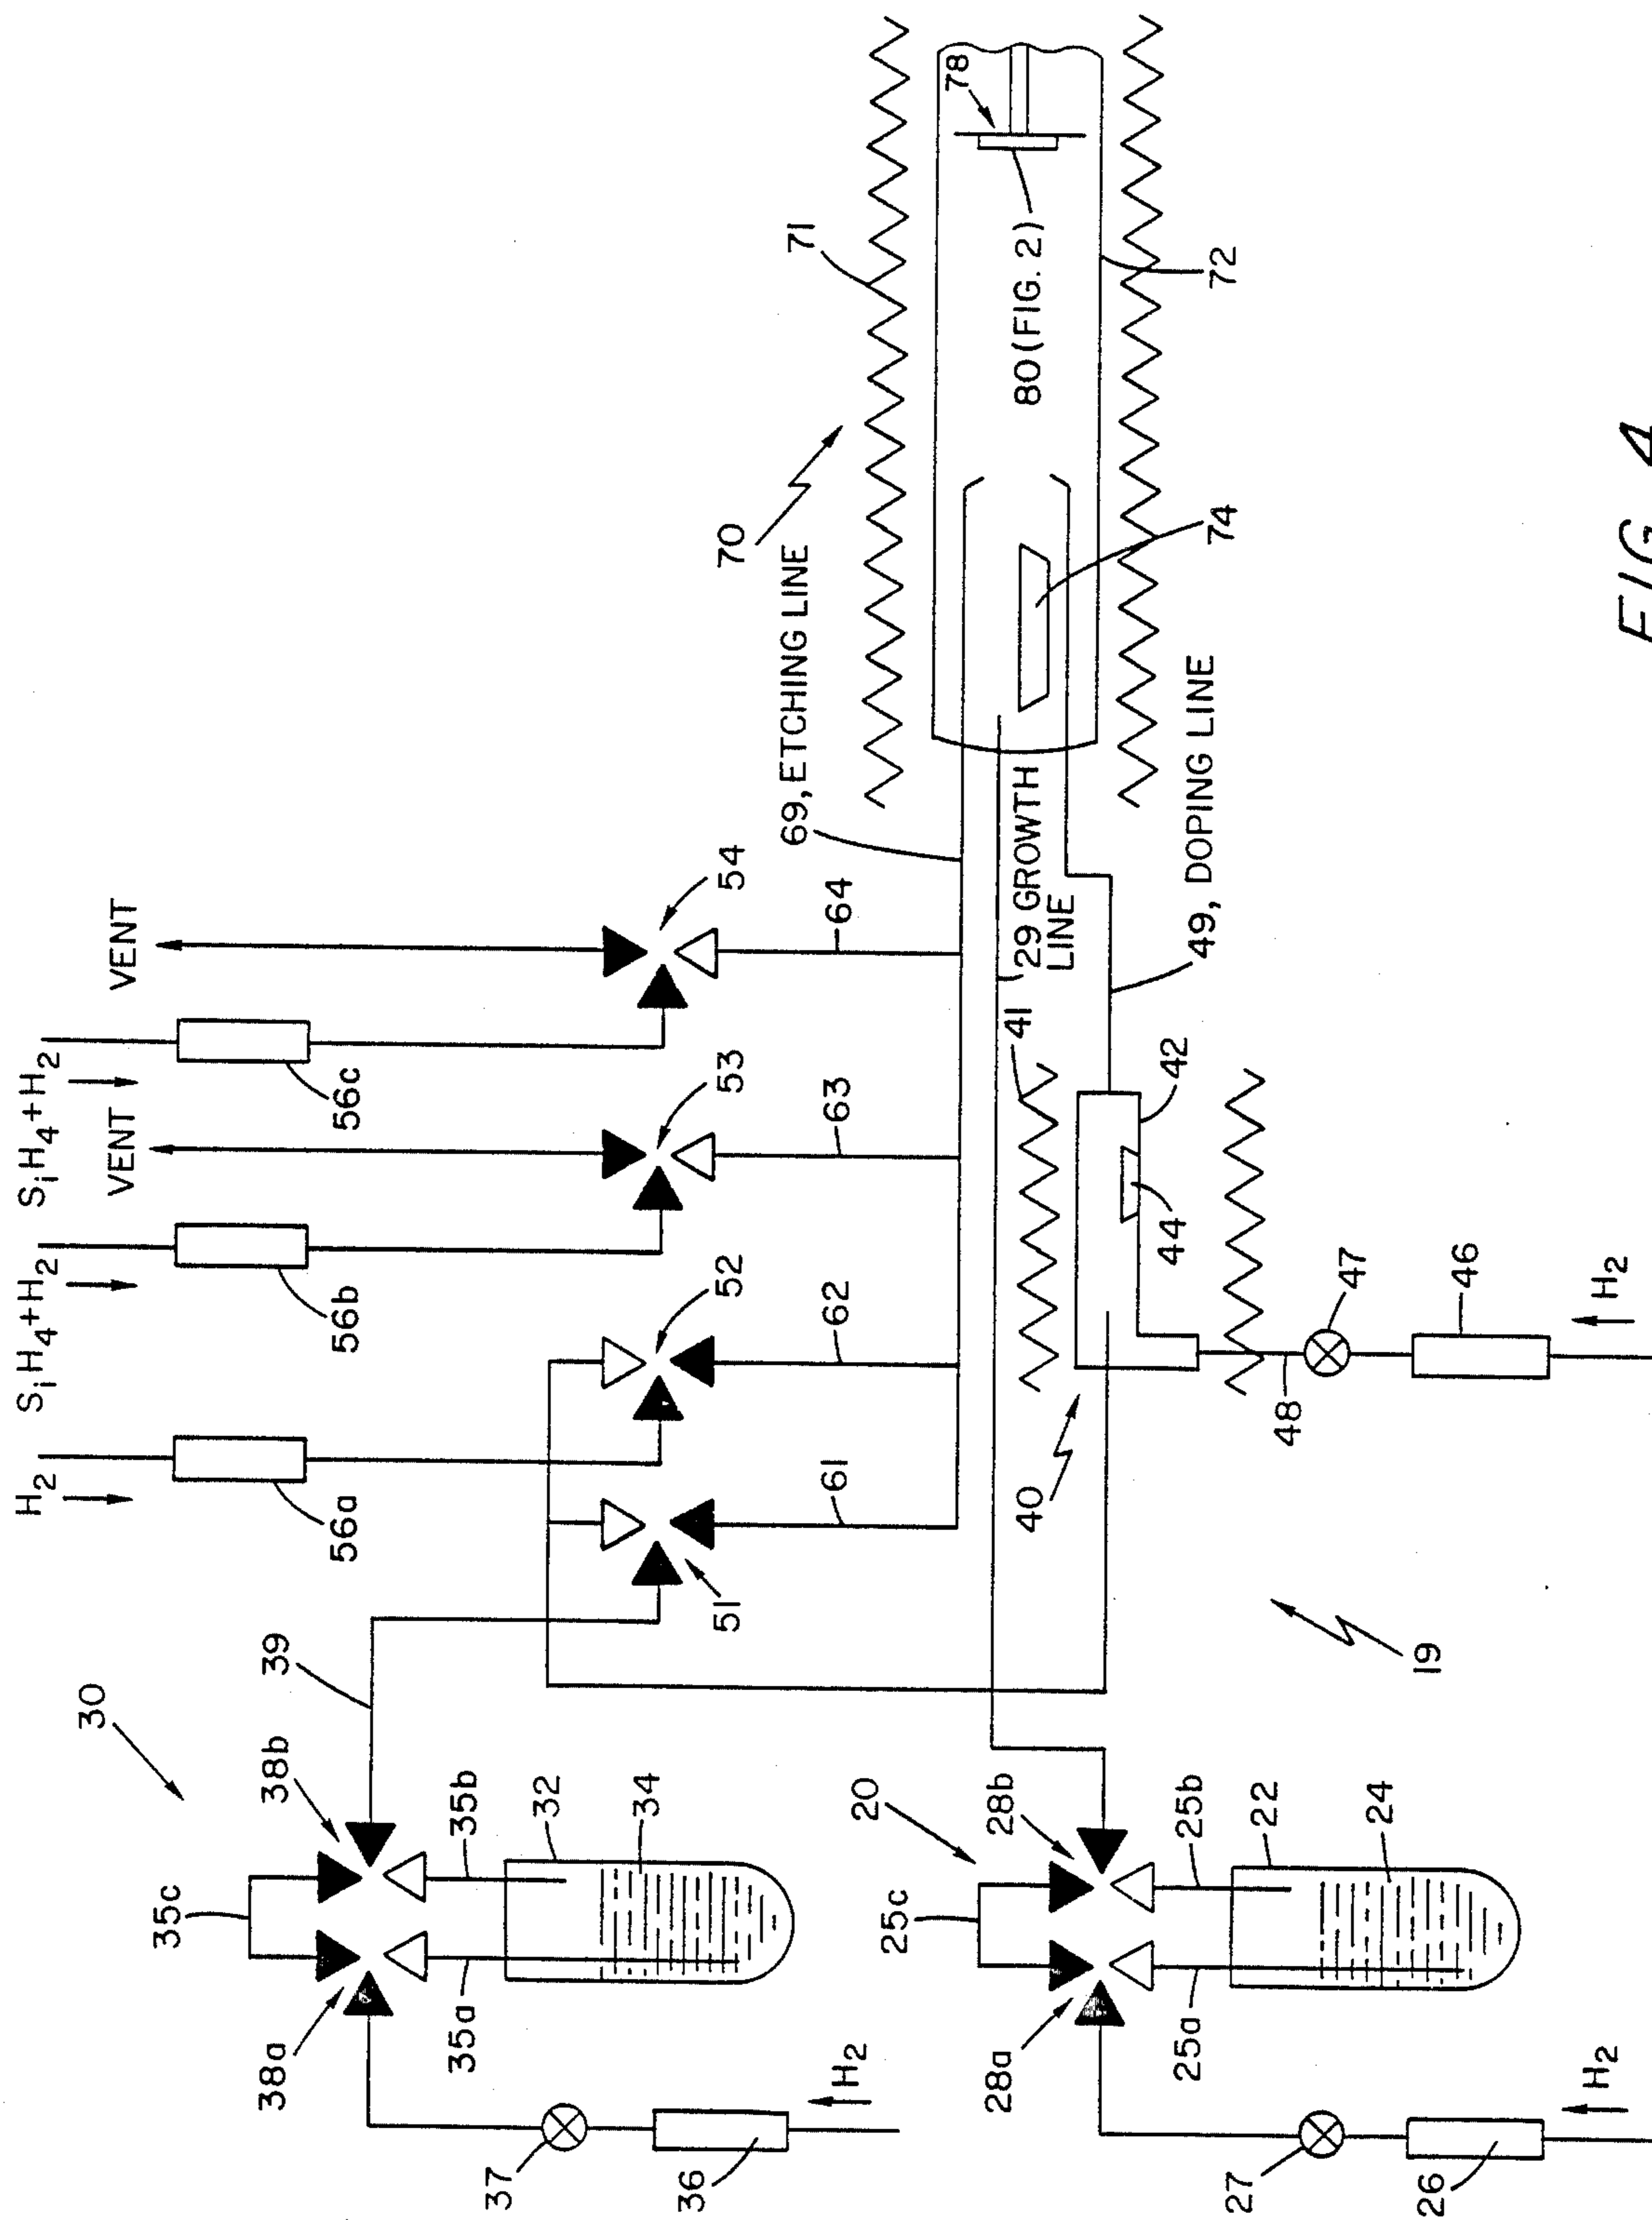 H2
SiH4+H2
SiH4+H2
VENT
VENT
56a
56b
56c
30
39
38b
38a
35c
35b
35a
32
34
37
36
H2
51
52
53
54
61
62
63
64
69, ETCHING LINE
70
71
78
80 (FIG. 2)
72
74
29 GROWTH
LINE
49, DOPING LINE
41
40
42
44
48
47
46
H2
19
20
28b
28a
25c
25b
25a
22
24
27
26
H2
FIG. 4